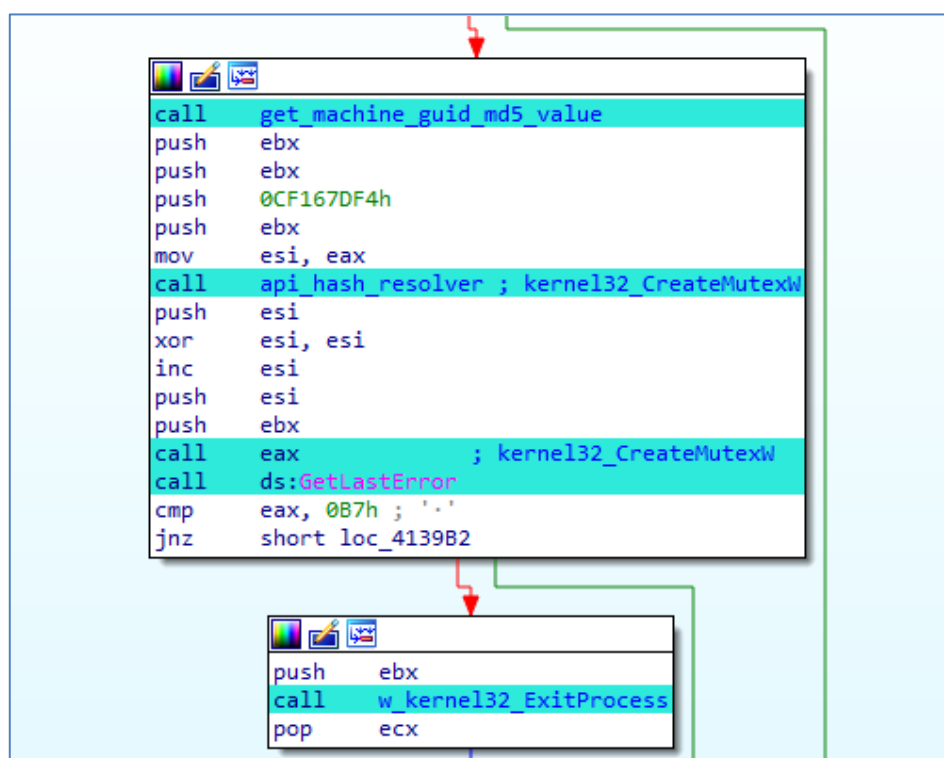 call get_machine_guid_md5_value
push ebx
push ebx
push 0CF167DF4h
push ebx
mov esi, eax
call api_hash_resolver ; kernel32_CreateMutexW
push esi
xor esi, esi
inc esi
push esi
push ebx
call eax ; kernel32_CreateMutexW
call ds:GetLastError
cmp eax, 0B7h ; '·'
jnz short loc_4139B2
push ebx
call w_kernel32_ExitProcess
pop ecx